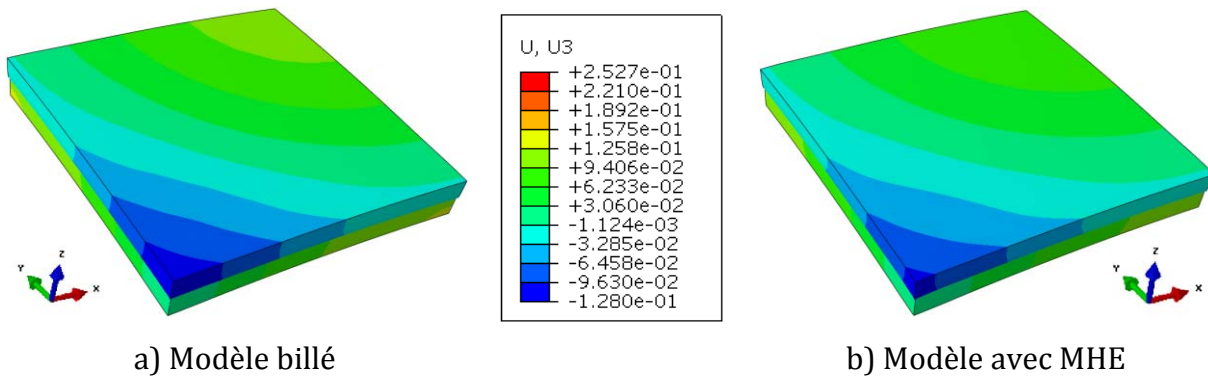 U, U3
+2.527e-01
+2.210e-01
+1.892e-01
+1.575e-01
+1.258e-01
+9.406e-02
+6.233e-02
+3.060e-02
-1.124e-03
-3.285e-02
-6.458e-02
-9.630e-02
-1.280e-01
Y Z X
Y Z X
a) Modèle billé
b) Modèle avec MHE